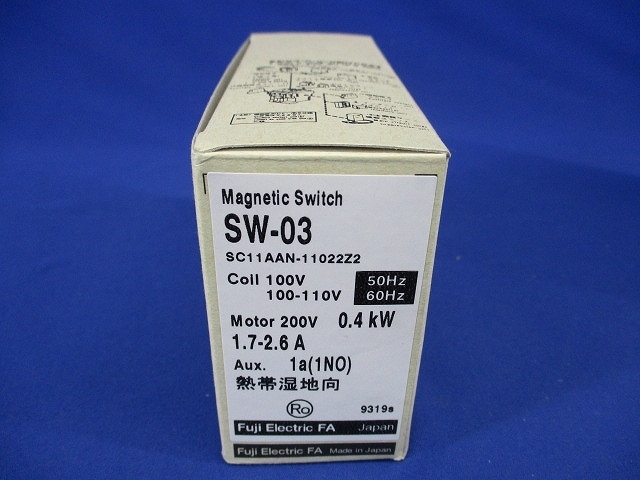 Magnetic Switch
SW-03
SC11AAN-11022Z2
Coil 100V 50Hz
100-110V 60Hz
Motor 200V 0.4 kW
1.7-2.6 A
Aux. 1a(1NO)
熱帯湿地向
Ro 9319s
Fuji Electric FA Japan
Fuji Electric FA Made in Japan